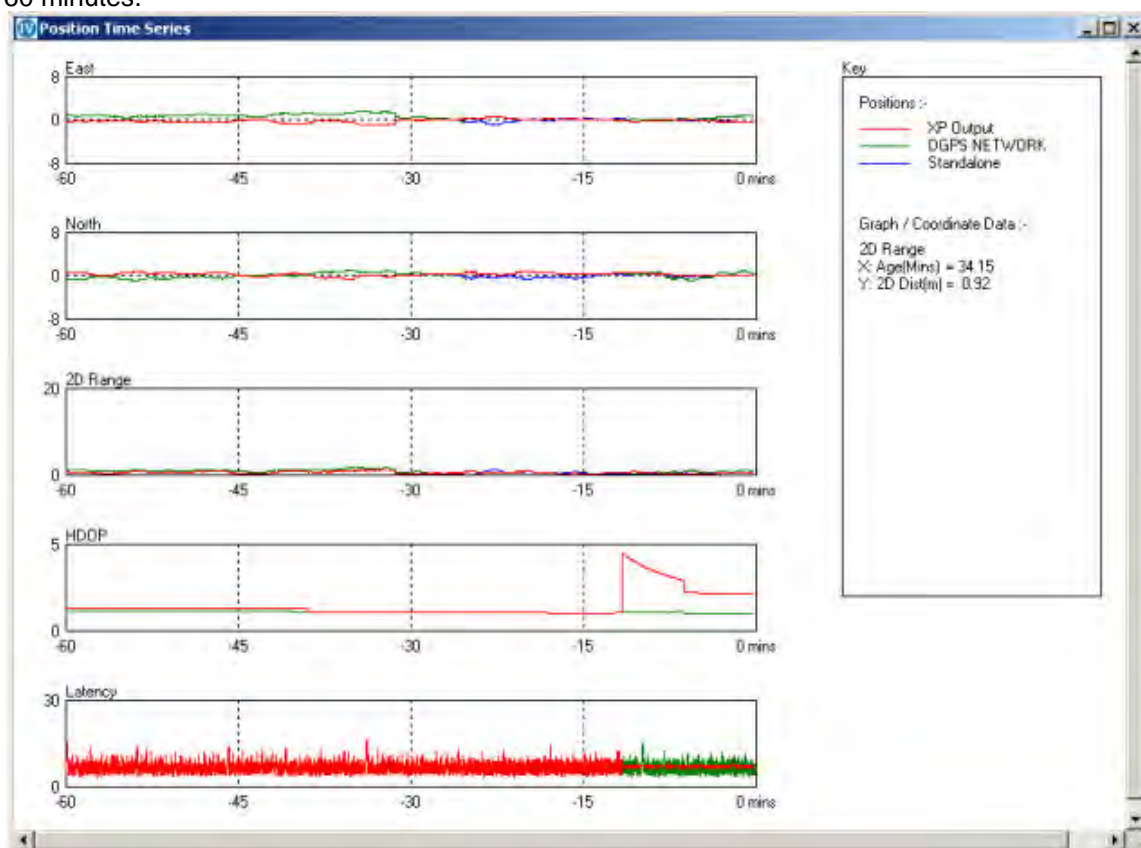 60 minutes.
Position Time Series
East
8
0
-8
-60 -45 -30 -15 0 mins
North
8
0
-8
-60 -45 -30 -15 0 mins
2D Range
20
0
-60 -45 -30 -15 0 mins
HDOP
5
0
-60 -45 -30 -15 0 mins
Latency
30
0
-60 -45 -30 -15 0 mins
Key
Positions :-
XP Output
DGPS NETWORK
Standalone
Graph / Coordinate Data :-
2D Range
X: Age(Mins) = 34.15
Y: 2D Dist(m) = 0.92